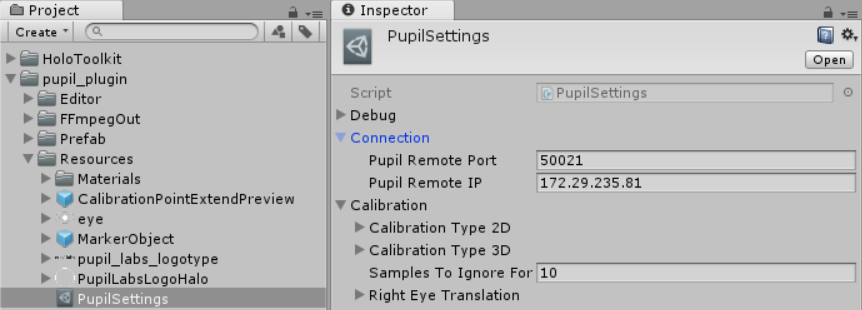 Project
Create
HoloToolkit
pupil_plugin
Editor
FFmpegOut
Prefab
Resources
Materials
CalibrationPointExtendPreview
eye
MarkerObject
pupil_labs_logotype
PupilLabsLogoHalo
PupilSettings
Inspector
PupilSettings
Open
Script PupilSettings
Debug
Connection
Pupil Remote Port 50021
Pupil Remote IP 172.29.235.81
Calibration
Calibration Type 2D
Calibration Type 3D
Samples To Ignore For 10
Right Eye Translation